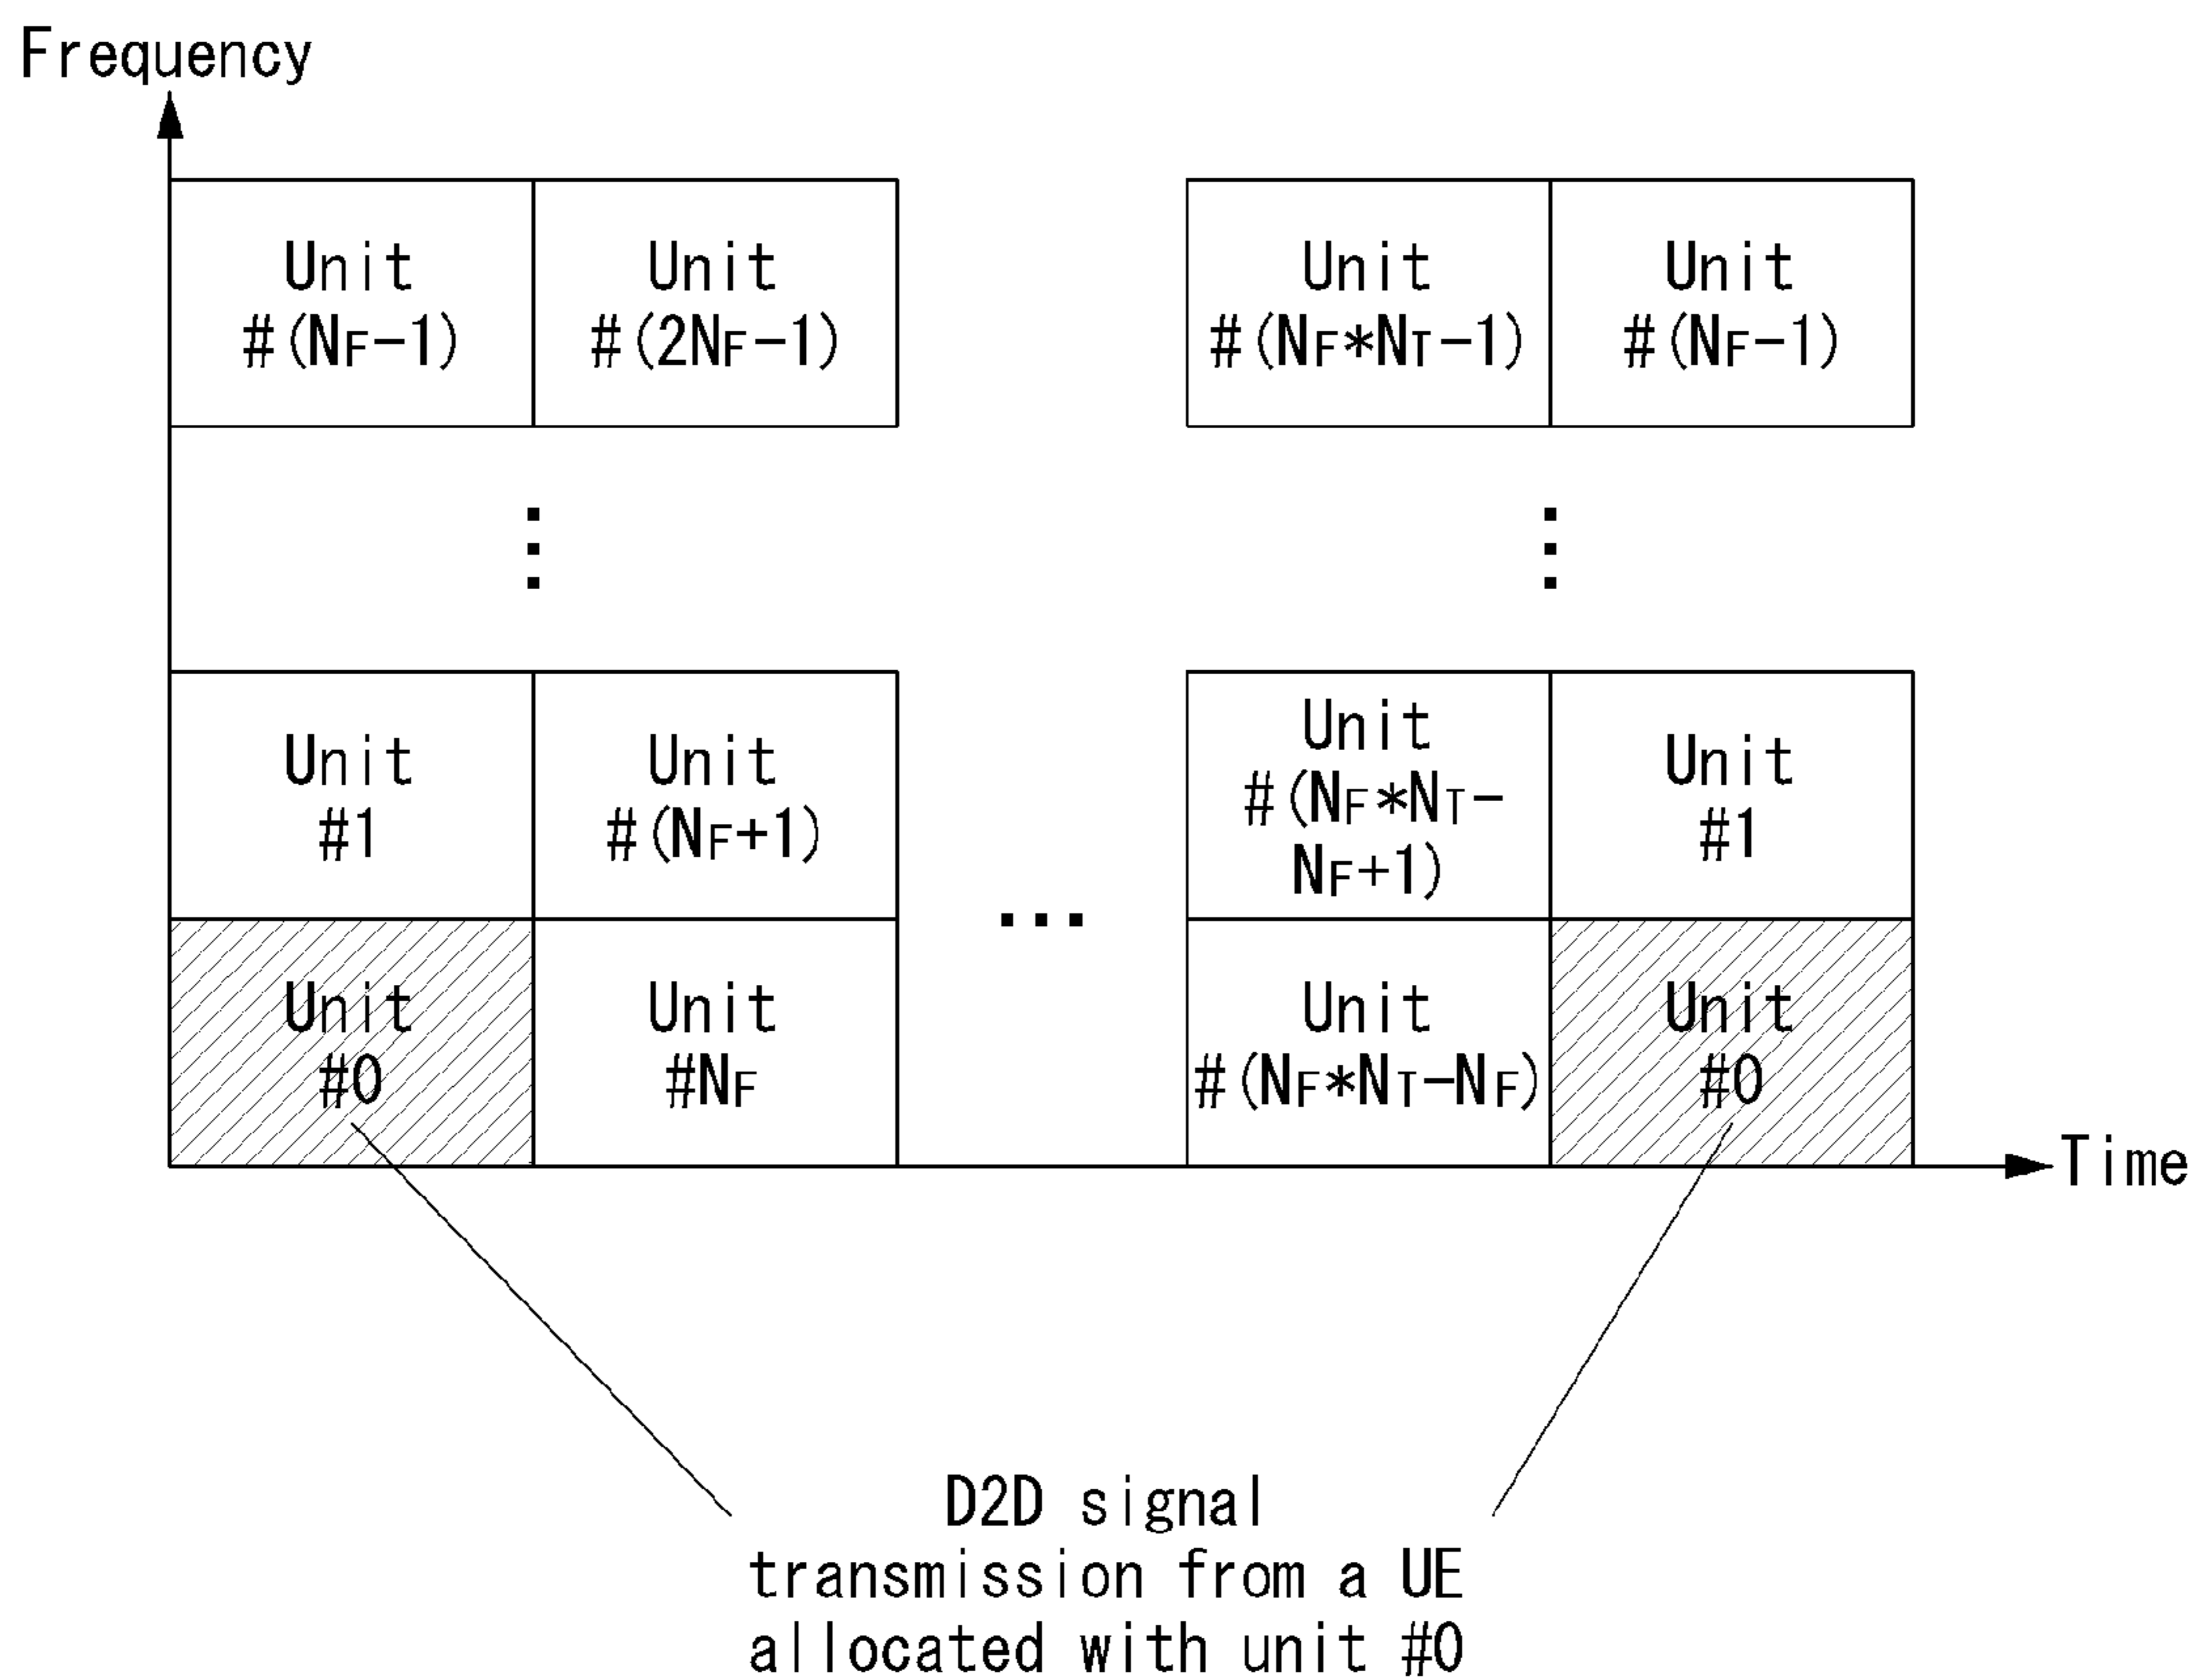 Frequency
Unit
#(NF-1)
Unit
#(2NF-1)
Unit
#(NF*NT-1)
Unit
#(NF-1)
Unit
#1
Unit
#(NF+1)
Unit
#(NF*NT-
NF+1)
Unit
#1
Unit
#0
Unit
#NF
Unit
#(NF*NT-NF)
Unit
#0
Time
D2D signal
transmission from a UE
allocated with unit #0